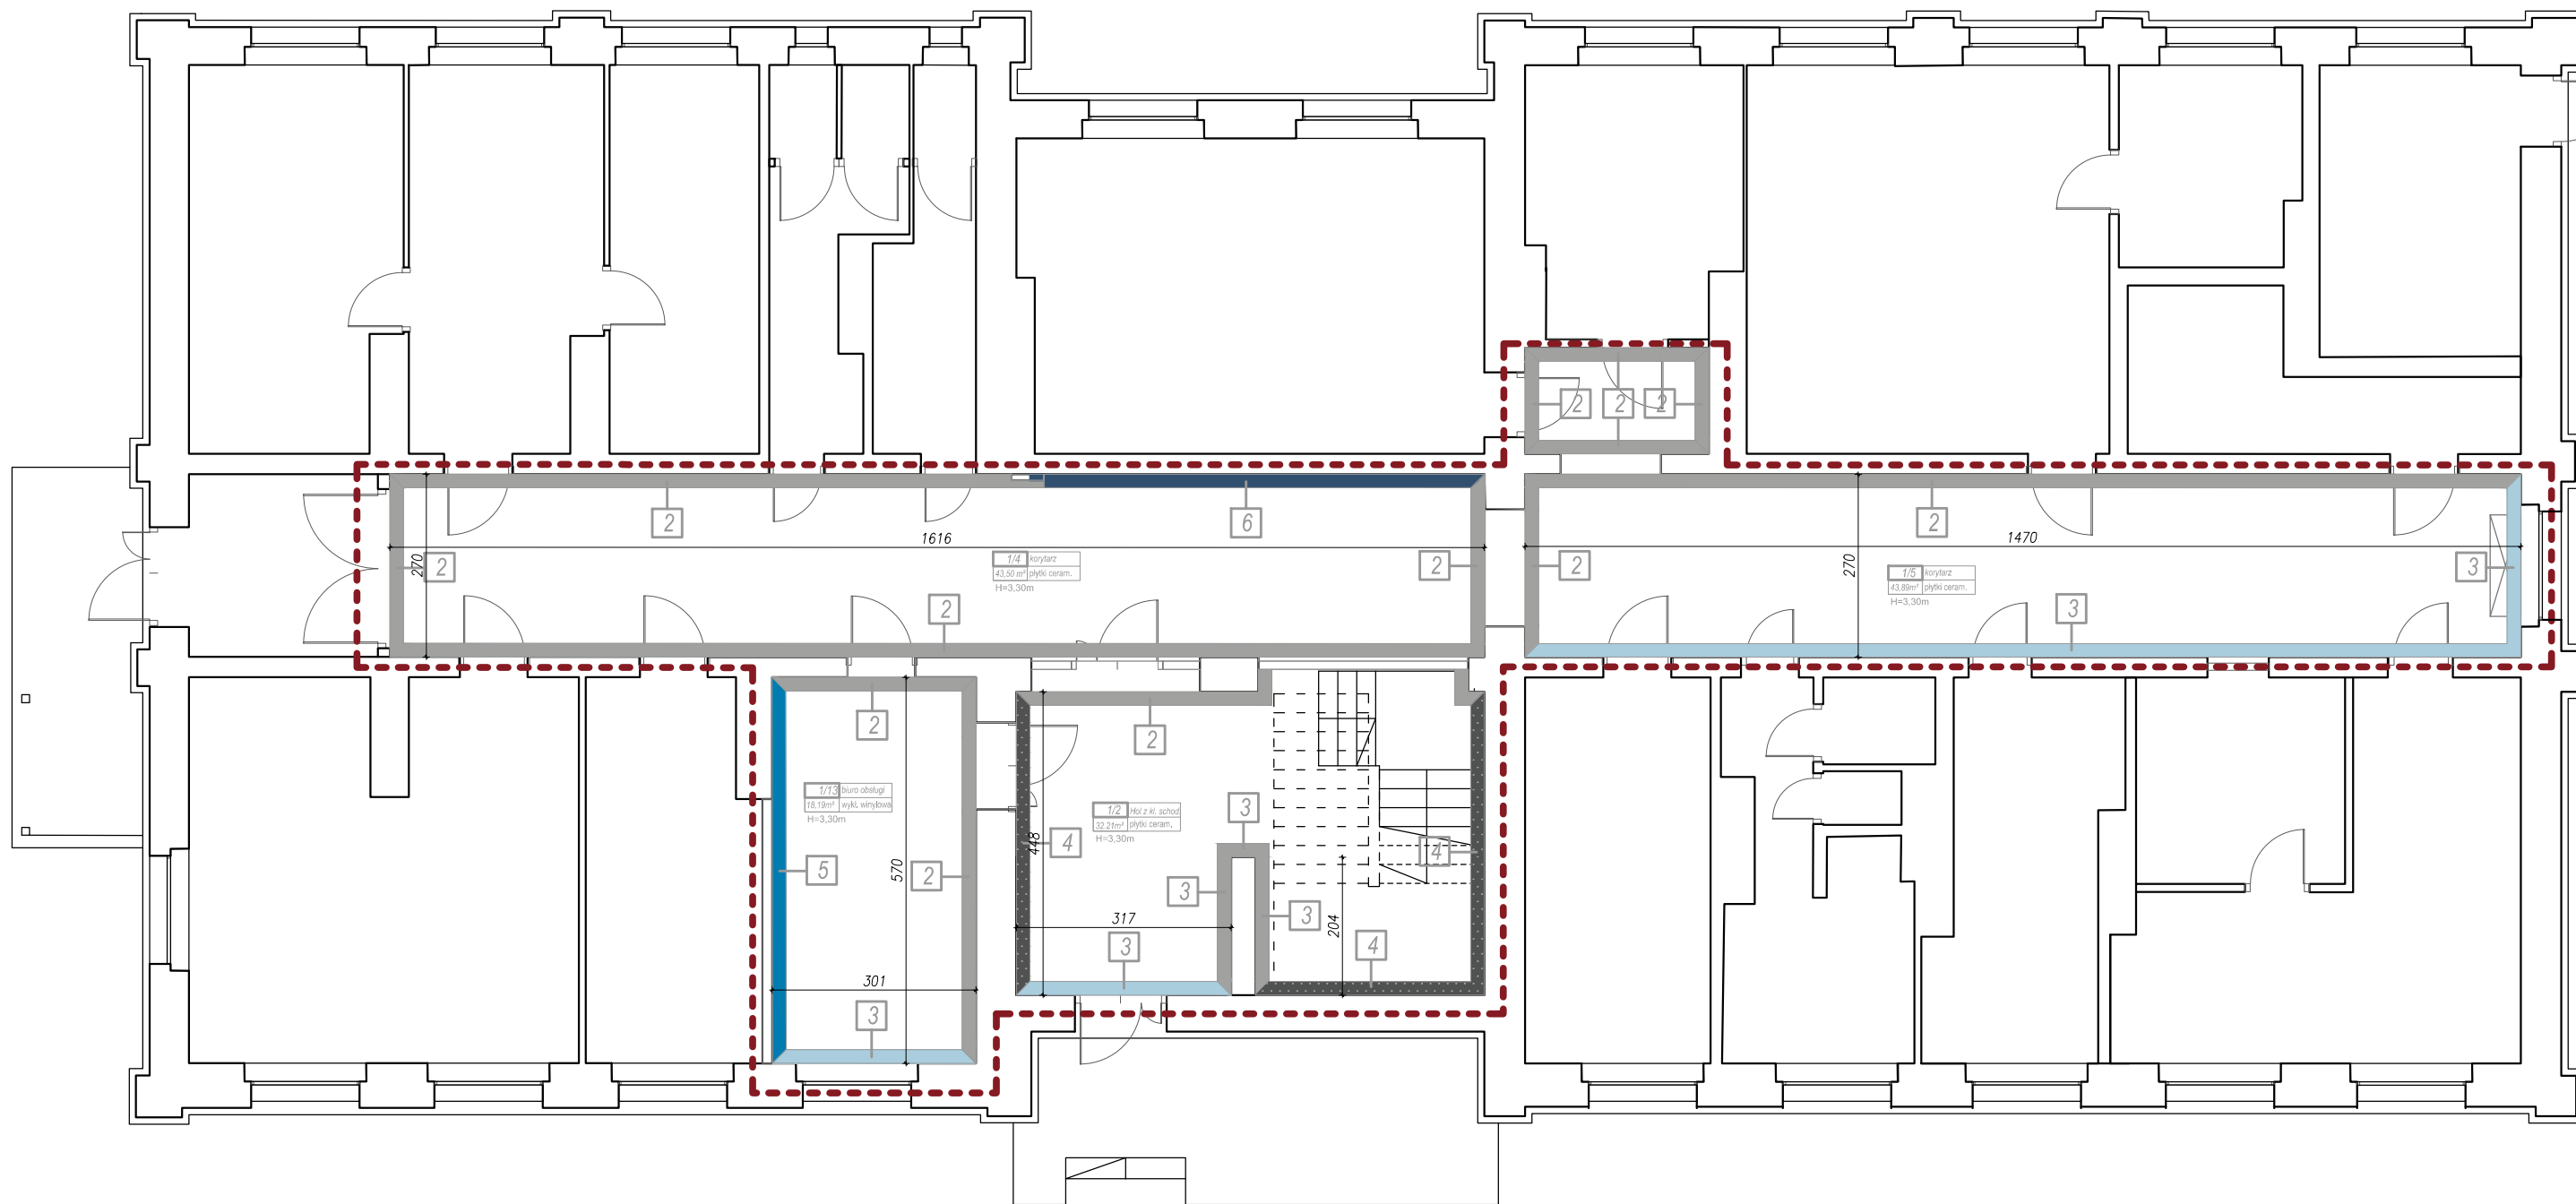 2
2
2
2
6
2
1616
1470
270
2
1/4 korytarz
43,50 m² płytki ceram.
H=3,30m
2
2
270
1/5 korytarz
43,89m² płytki ceram.
H=3,30m
3
2
3
2
2
1/13 biuro obsługi
18,19m² wykł. winylowa
H=3,30m
1/2 Hol z kl. schod
32.21m² płytki ceram.
H=3,30m
3
448
4
4
5
570
2
3
3
317
204
3
4
301
3